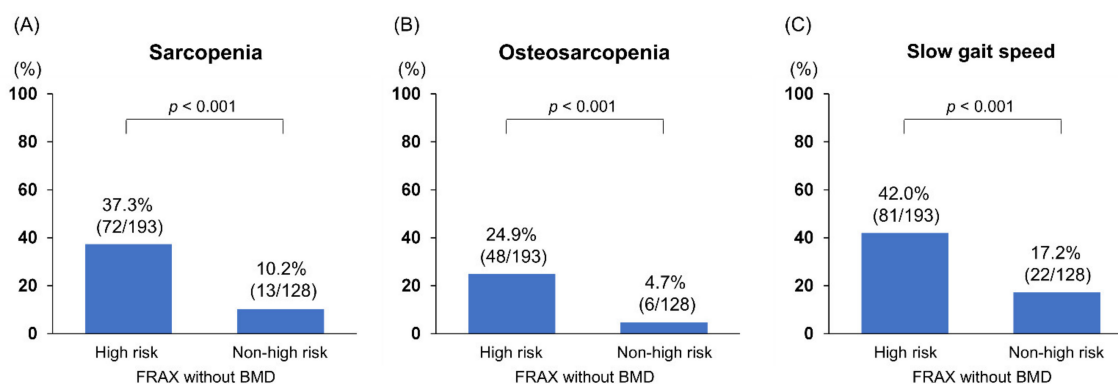 (A)
Sarcopenia
(%)
100
80
60
40
20
0
p < 0.001
37.3%
(72/193)
10.2%
(13/128)
High risk
Non-high risk
FRAX without BMD
(B)
Osteosarcopenia
(%)
100
80
60
40
20
0
p < 0.001
24.9%
(48/193)
4.7%
(6/128)
High risk
Non-high risk
FRAX without BMD
(C)
Slow gait speed
(%)
100
80
60
40
20
0
p < 0.001
42.0%
(81/193)
17.2%
(22/128)
High risk
Non-high risk
FRAX without BMD